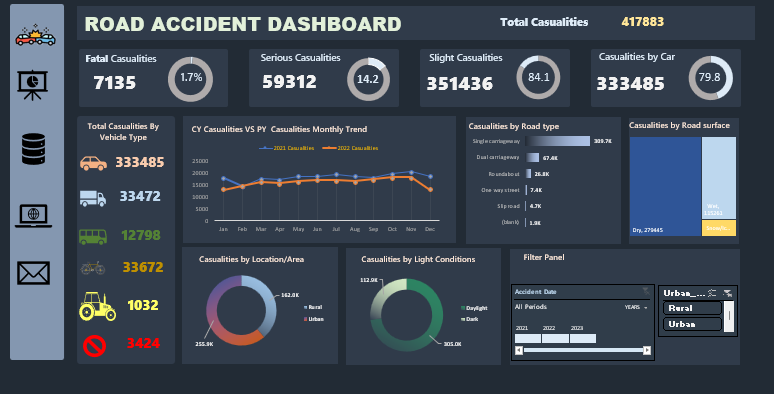 ROAD ACCIDENT DASHBOARD
Total Casualities 417883
Fatal Casualities
7135
1.7%
Serious Casualities
59312
14.2
Slight Casualities
351436
84.1
Casualities by Car
333485
79.8
Total Casualities By
Vehicle Type
333485
33472
12798
33672
1032
3424
CY Casualities VS PY Casualities Monthly Trend
2021 Casualities 2022 Casualities
25000
20000
15000
10000
5000
0
Jan Feb Mar Apr May Jun Jul Aug Sep Oct Nov Dec
Casualities by Road type
Single carriageway 309.7K
Dual carriageway 67.4K
Roundabout 26.8K
One way street 7.4K
Slip road 4.7K
(blank) 1.9K
Casualities by Road surface
Dry, 279445
Wet,
Casualities by Location/Area
162.0K
255.9K
Rural
Urban
Casualities by Light Conditions
112.9K
305.0K
Daylight
Dark
Filter Panel
Accident Date
All Periods YEARS
2021 2022 2023
Urban_...
Rural
Urban